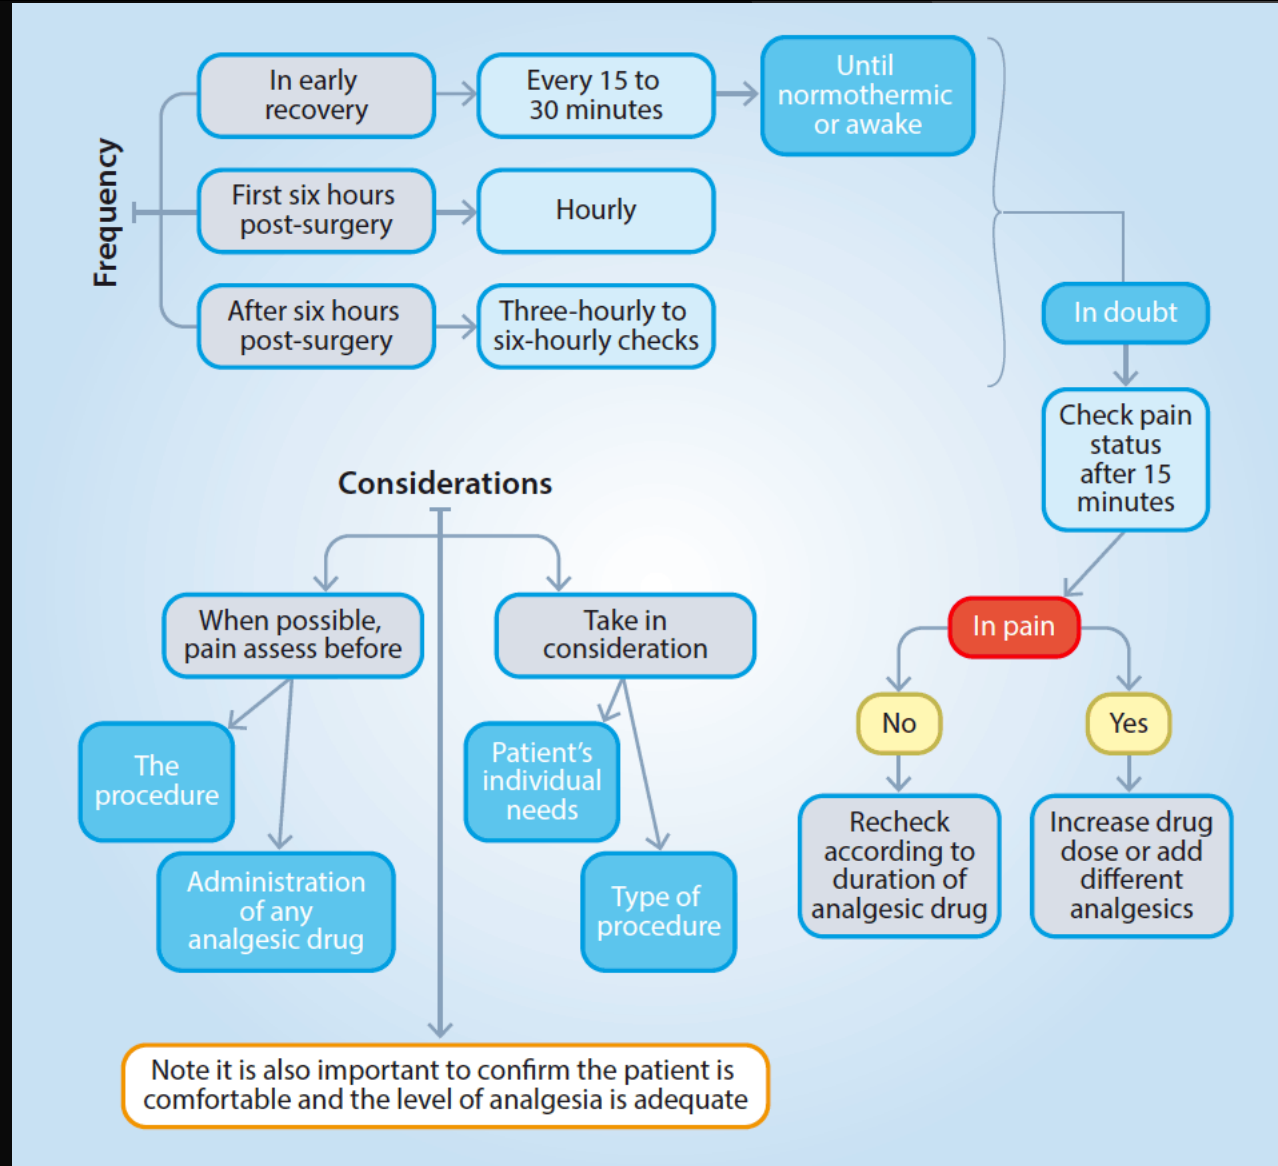 Frequency
In early
recovery
Every 15 to
30 minutes
Until
normothermic
or awake
First six hours
post-surgery
Hourly
After six hours
post-surgery
Three-hourly to
six-hourly checks
In doubt
Check pain
status
after 15
minutes
In pain
No
Yes
Recheck
according to
duration of
analgesic drug
Increase drug
dose or add
different
analgesics
Considerations
When possible,
pain assess before
The
procedure
Administration
of any
analgesic drug
Take in
consideration
Patient’s
individual
needs
Type of
procedure
Note it is also important to confirm the patient is
comfortable and the level of analgesia is adequate